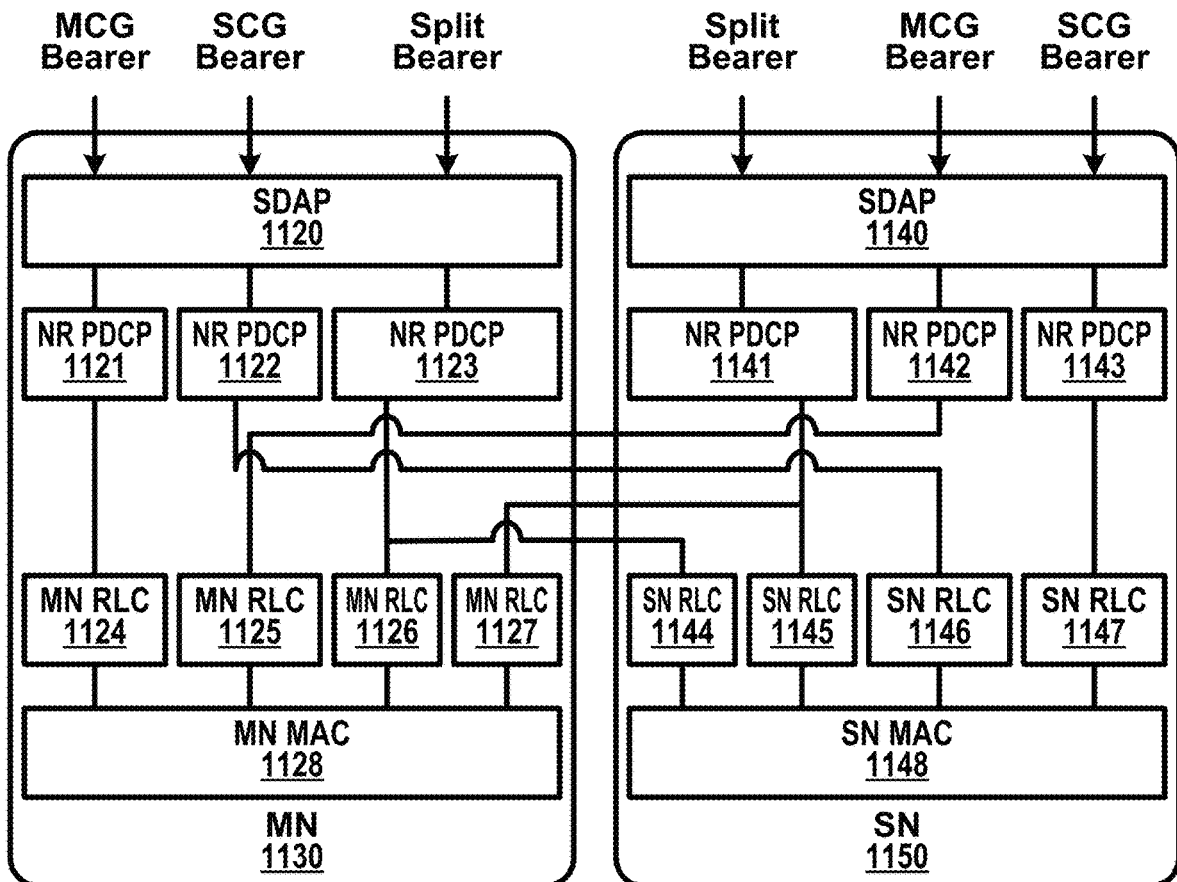 MCG Bearer
SCG Bearer
Split Bearer
Split Bearer
MCG Bearer
SCG Bearer
SDAP
1120
SDAP
1140
NR PDCP
1121
NR PDCP
1122
NR PDCP
1123
NR PDCP
1141
NR PDCP
1142
NR PDCP
1143
MN RLC
1124
MN RLC
1125
MN RLC
1126
MN RLC
1127
SN RLC
1144
SN RLC
1145
SN RLC
1146
SN RLC
1147
MN MAC
1128
SN MAC
1148
MN
1130
SN
1150